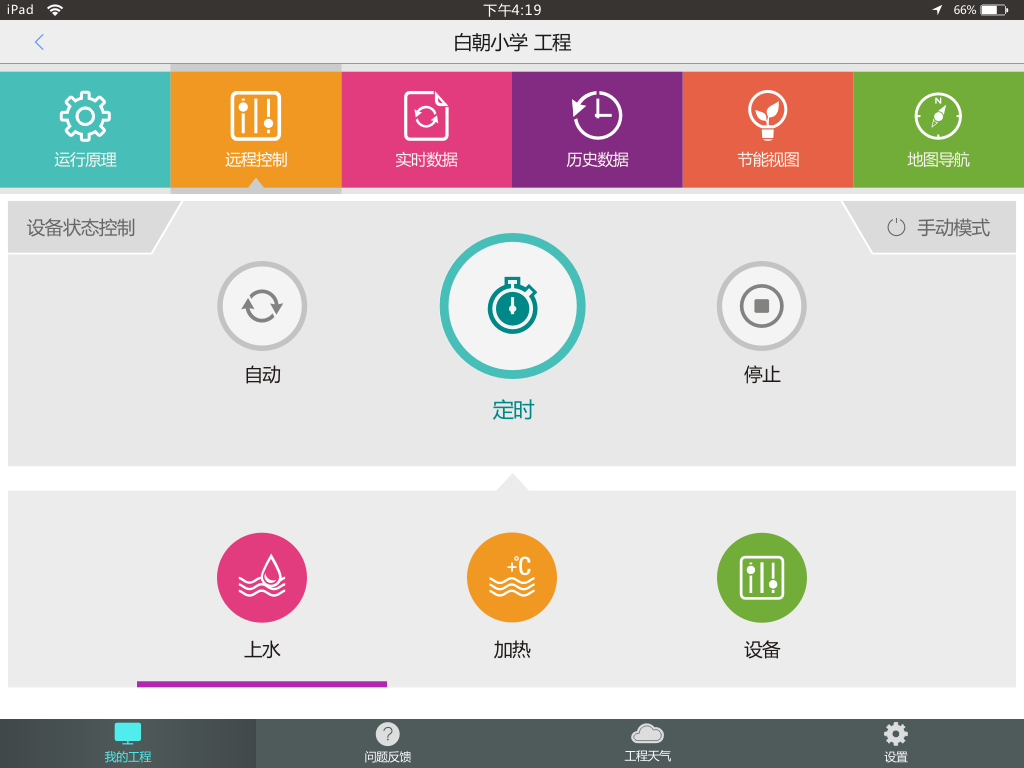 iPad 下午4:19 66%
白朝小学 工程
运行原理 远程控制 实时数据 历史数据 节能视图 地图导航
N
设备状态控制 手动模式
自动 定时 停止
+°C
上水 加热 设备
我的工程 问题反馈 工程天气 设置
?